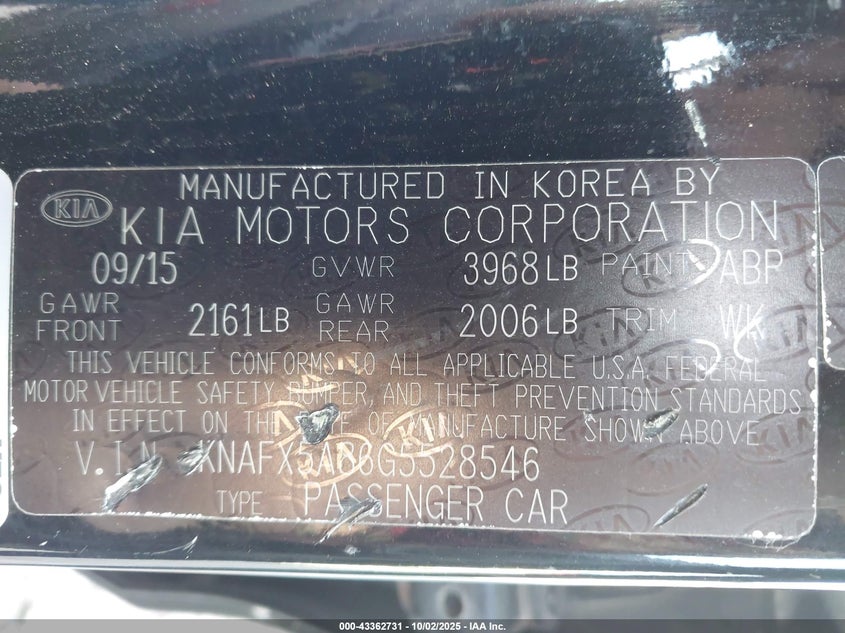 KIA
MANUFACTURED IN KOREA BY
KIA MOTORS CORPORATION
09/15 GVWR 3968LB PAINT ABP
GAWR FRONT 2161LB GAWR REAR 2006LB TRIM WK
THIS VEHICLE CONFORMS TO ALL APPLICABLE U.S.A. FEDERAL
MOTOR VEHICLE SAFETY BUMPER, AND THEFT PREVENTION STANDARDS
IN EFFECT ON THE DATE OF MANUFACTURE SHOWN ABOVE
V.I.N KNAFX5A86G5528546
TYPE PASSENGER CAR
000-43362731 - 10/02/2025 - IAA Inc.